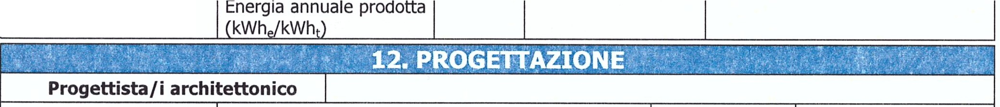 Energia annuale prodotta
(kWhe/kWht)
12. PROGETTAZIONE
Progettista/i architettonico